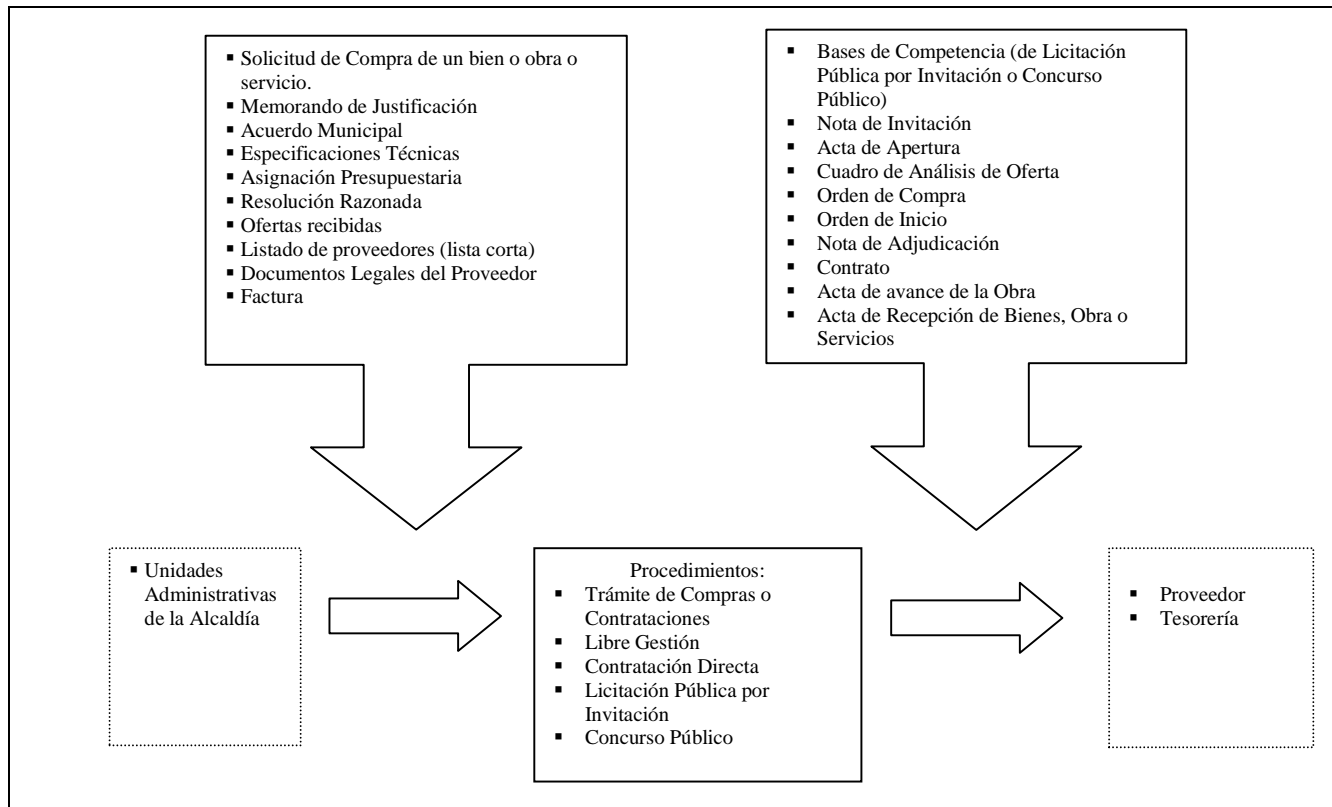 ▪ Solicitud de Compra de un bien o obra o
servicio.
▪ Memorando de Justificación
▪ Acuerdo Municipal
▪ Especificaciones Técnicas
▪ Asignación Presupuestaria
▪ Resolución Razonada
▪ Ofertas recibidas
▪ Listado de proveedores (lista corta)
▪ Documentos Legales del Proveedor
▪ Factura
▪ Bases de Competencia (de Licitación
Pública por Invitación o Concurso
Público)
▪ Nota de Invitación
▪ Acta de Apertura
▪ Cuadro de Análisis de Oferta
▪ Orden de Compra
▪ Orden de Inicio
▪ Nota de Adjudicación
▪ Contrato
▪ Acta de avance de la Obra
▪ Acta de Recepción de Bienes, Obra o
Servicios
▪ Unidades
Administrativas
de la Alcaldía
Procedimientos:
▪ Trámite de Compras o
Contrataciones
▪ Libre Gestión
▪ Contratación Directa
▪ Licitación Pública por
Invitación
▪ Concurso Público
▪ Proveedor
▪ Tesorería